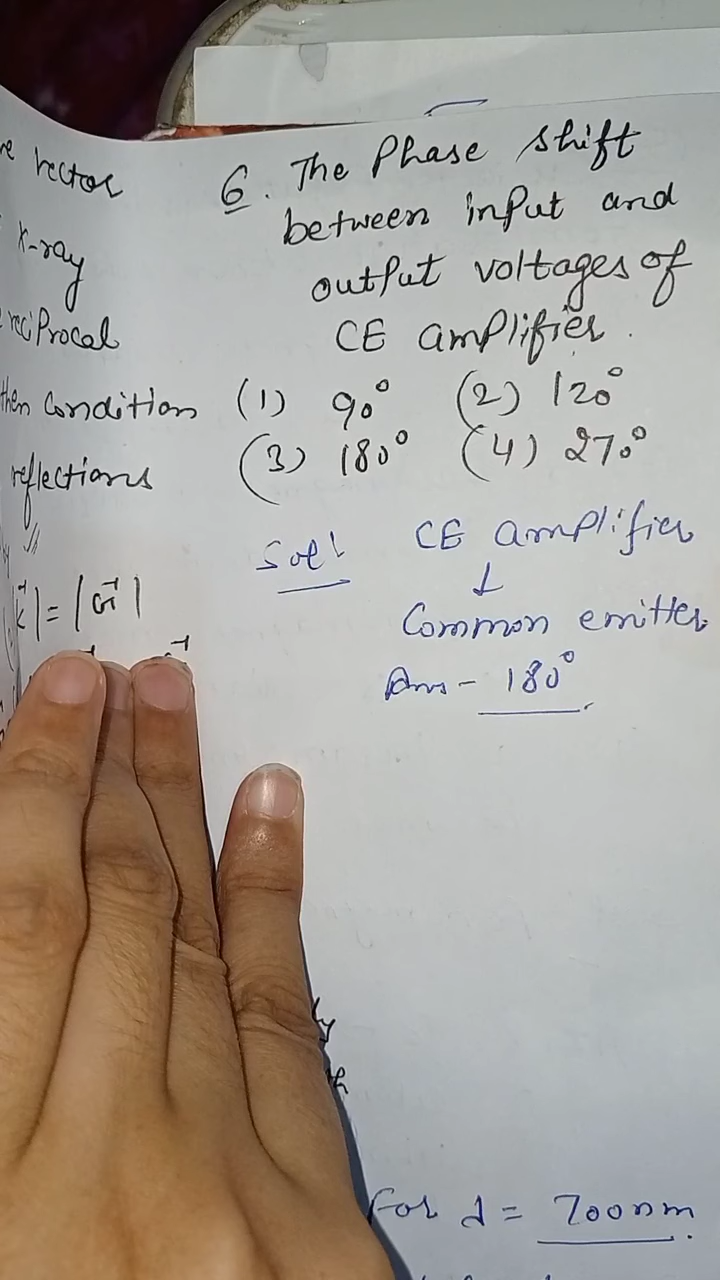 vector
X-ray
reciprocal
then condition
reflections
| = |G⃗|
6. The Phase shift
between input and
output voltages of
CE amplifier.
(1) 90° (2) 120°
(3) 180° (4) 270°
Sol! CE amplifier
↓
Common emitter
Ans - 180°
For λ = 700nm.